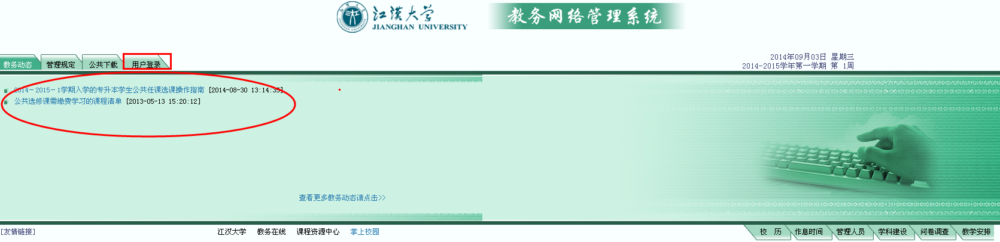 江漢大学
JIANGHAN UNIVERSITY
教务网络管理系统
教务动态 管理规定 公共下载 用户登录
2014年09月03日 星期三
2014-2015学年第一学期 第 1周
2014－2015－1学期入学的专升本学生公共任课选课操作指南 [2014-08-30 13:14:35]
公共选修课需缴费学习的课程清单 [2013-05-13 15:20:12]
查看更多教务动态请点击>>
[友情链接] 江汉大学 教务在线 课程资源中心 掌上校园 校 历 作息时间 管理人员 学科建设 问卷调查 教学安排